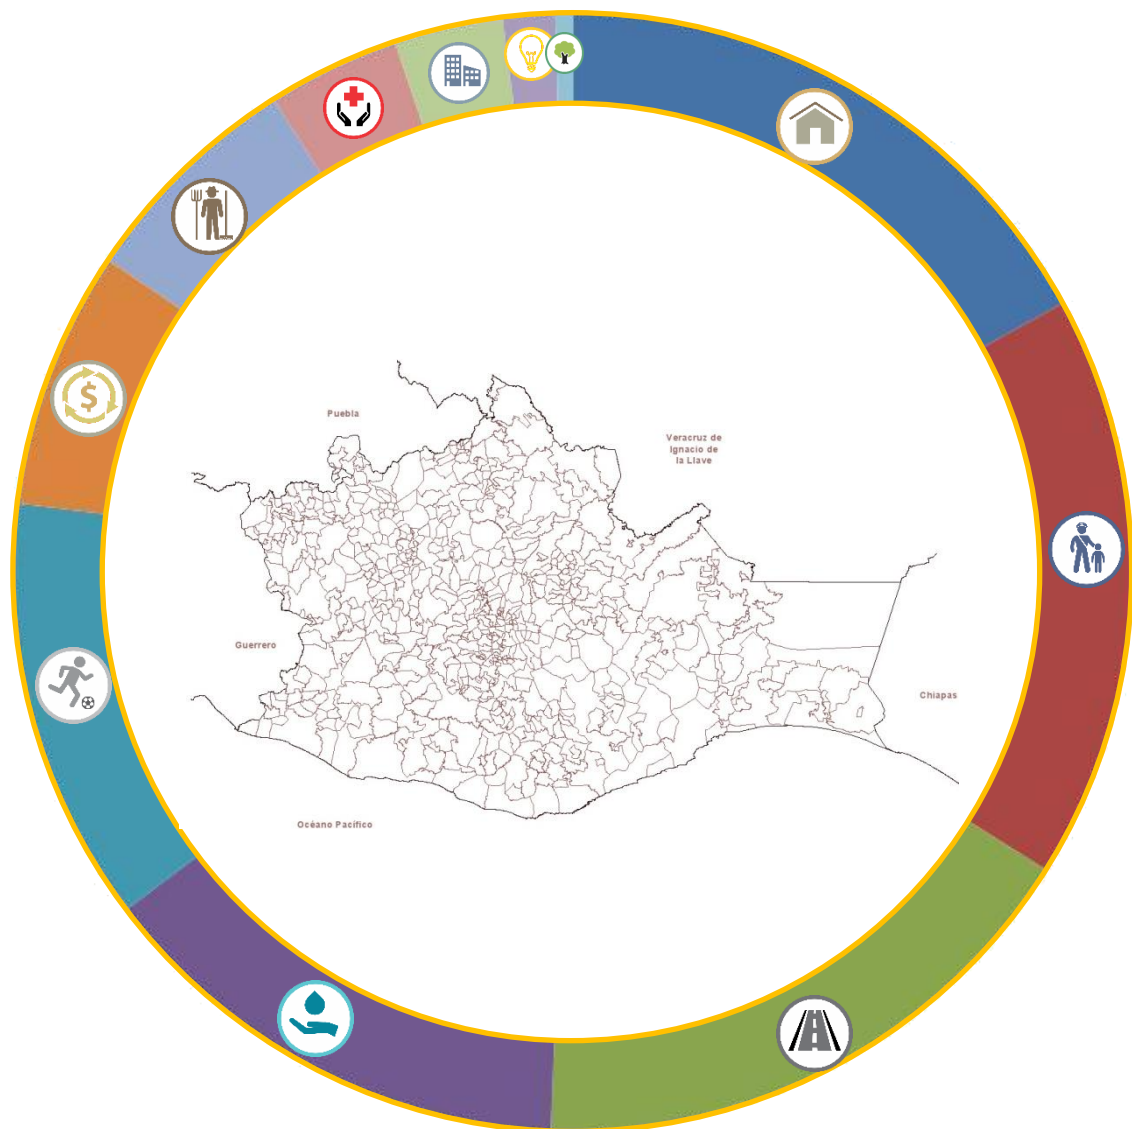 Puebla
Veracruz de
Ignacio de
la Llave
Guerrero
Chiapas
Océano Pacífico
$